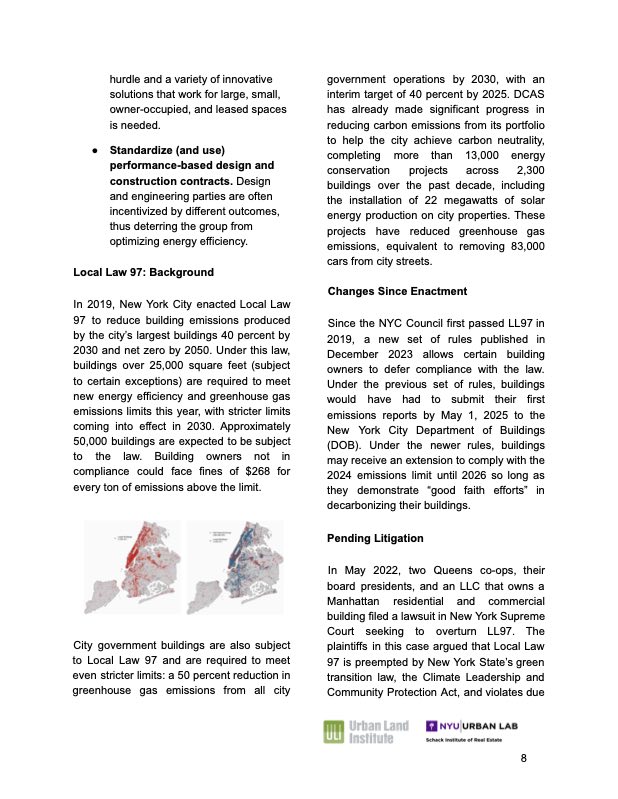 hurdle and a variety of innovative
solutions that work for large, small,
owner-occupied, and leased spaces
is needed.
● Standardize (and use)
performance-based design and
construction contracts. Design
and engineering parties are often
incentivized by different outcomes,
thus deterring the group from
optimizing energy efficiency.
Local Law 97: Background
In 2019, New York City enacted Local Law
97 to reduce building emissions produced
by the city's largest buildings 40 percent by
2030 and net zero by 2050. Under this law,
buildings over 25,000 square feet (subject
to certain exceptions) are required to meet
new energy efficiency and greenhouse gas
emissions limits this year, with stricter limits
coming into effect in 2030. Approximately
50,000 buildings are expected to be subject
to the law. Building owners not in
compliance could face fines of $268 for
every ton of emissions above the limit.
City government buildings are also subject
to Local Law 97 and are required to meet
even stricter limits: a 50 percent reduction in
greenhouse gas emissions from all city
government operations by 2030, with an
interim target of 40 percent by 2025. DCAS
has already made significant progress in
reducing carbon emissions from its portfolio
to help the city achieve carbon neutrality,
completing more than 13,000 energy
conservation projects across 2,300
buildings over the past decade, including
the installation of 22 megawatts of solar
energy production on city properties. These
projects have reduced greenhouse gas
emissions, equivalent to removing 83,000
cars from city streets.
Changes Since Enactment
Since the NYC Council first passed LL97 in
2019, a new set of rules published in
December 2023 allows certain building
owners to defer compliance with the law.
Under the previous set of rules, buildings
would have had to submit their first
emissions reports by May 1, 2025 to the
New York City Department of Buildings
(DOB). Under the newer rules, buildings
may receive an extension to comply with the
2024 emissions limit until 2026 so long as
they demonstrate “good faith efforts” in
decarbonizing their buildings.
Pending Litigation
In May 2022, two Queens co-ops, their
board presidents, and an LLC that owns a
Manhattan residential and commercial
building filed a lawsuit in New York Supreme
Court seeking to overturn LL97. The
plaintiffs in this case argued that Local Law
97 is preempted by New York State's green
transition law, the Climate Leadership and
Community Protection Act, and violates due
ULI Urban Land
Institute
NYU URBAN LAB
Schack Institute of Real Estate
8